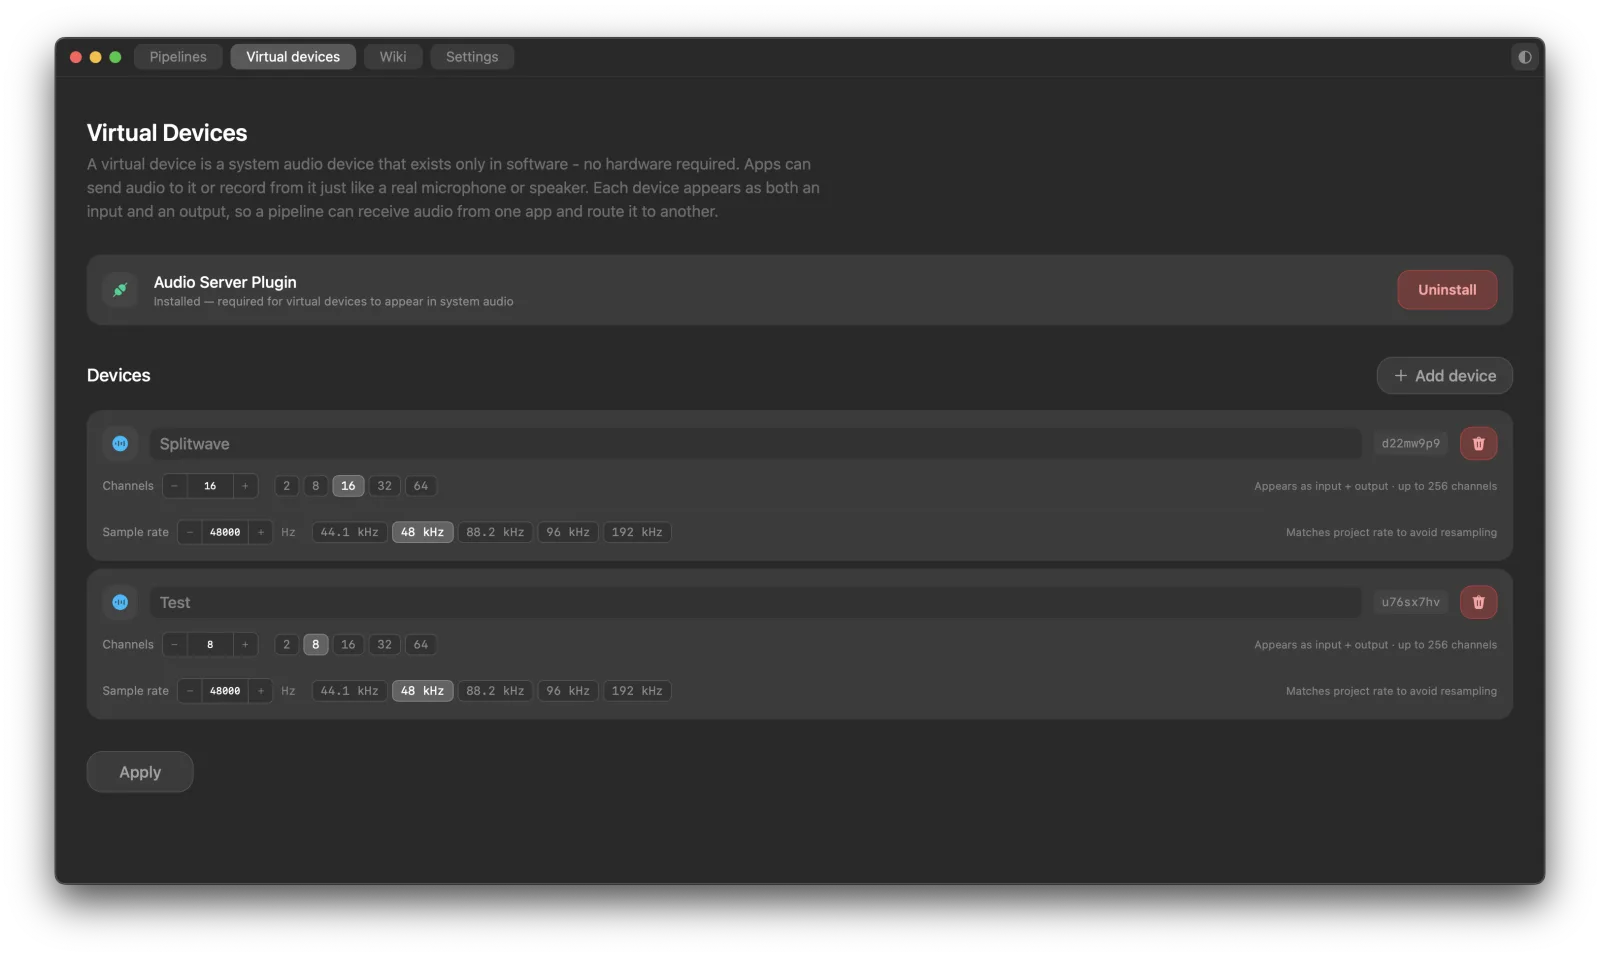 Pipelines Virtual devices Wiki Settings
Virtual Devices
A virtual device is a system audio device that exists only in software - no hardware required. Apps can
send audio to it or record from it just like a real microphone or speaker. Each device appears as both an
input and an output, so a pipeline can receive audio from one app and route it to another.
Audio Server Plugin
Installed — required for virtual devices to appear in system audio
Uninstall
Devices
+ Add device
Splitwave d22mw9p9
Channels − 16 + 2 8 16 32 64 Appears as input + output · up to 256 channels
Sample rate − 48000 + Hz 44.1 kHz 48 kHz 88.2 kHz 96 kHz 192 kHz Matches project rate to avoid resampling
Test u76sx7hv
Channels − 8 + 2 8 16 32 64 Appears as input + output · up to 256 channels
Sample rate − 48000 + Hz 44.1 kHz 48 kHz 88.2 kHz 96 kHz 192 kHz Matches project rate to avoid resampling
Apply